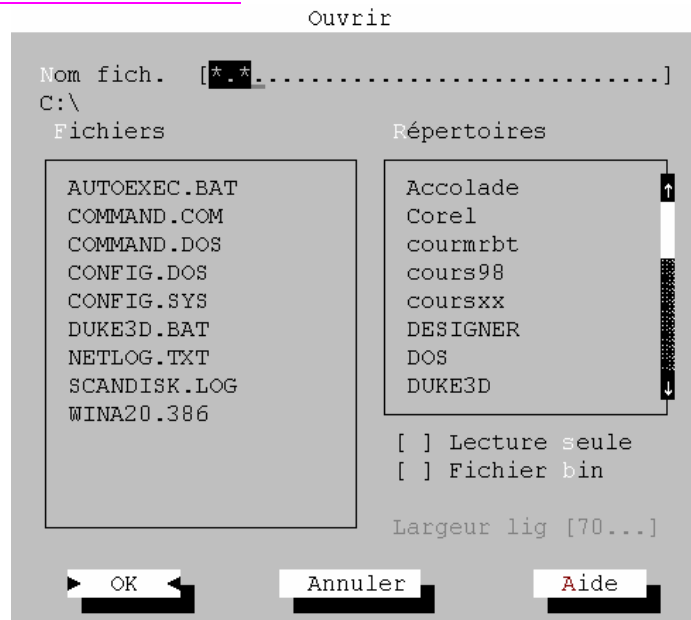 Ouvrir
Nom fich. [*.*..............................]
C:\
Fichiers
AUTOEXEC.BAT
COMMAND.COM
COMMAND.DOS
CONFIG.DOS
CONFIG.SYS
DUKE3D.BAT
NETLOG.TXT
SCANDISK.LOG
WINA20.386
Répertoires
Accolade
Corel
courmrbt
cours98
coursxx
DESIGNER
DOS
DUKE3D
[ ] Lecture seule
[ ] Fichier bin
Largeur lig [70...]
OK
Annuler
Aide